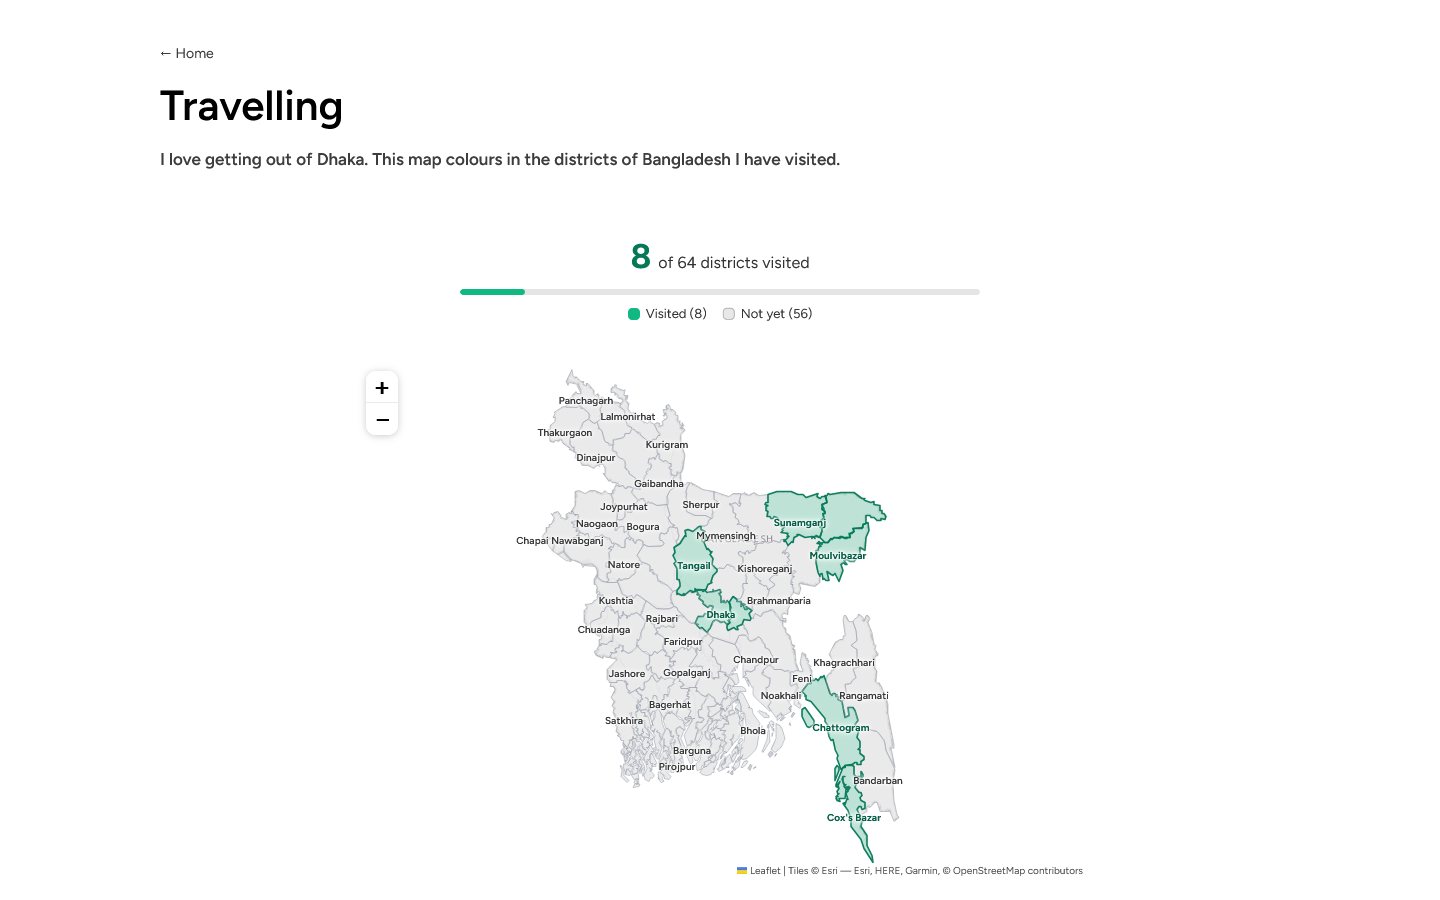 ← Home
Travelling
I love getting out of Dhaka. This map colours in the districts of Bangladesh I have visited.
8 of 64 districts visited
Visited (8) Not yet (56)
+
−
Panchagarh
Lalmonirhat
Thakurgaon
Kurigram
Dinajpur
Gaibandha
Joypurhat
Sherpur
Naogaon
Bogura
Sunamganj
Chapai Nawabganj
Mymensingh
Moulvibazar
Natore
Tangail
Kishoreganj
Kushtia
Brahmanbaria
Rajbari
Dhaka
Chuadanga
Faridpur
Chandpur
Khagrachhari
Jashore
Gopalganj
Feni
Noakhali
Rangamati
Bagerhat
Satkhira
Bhola
Chattogram
Barguna
Pirojpur
Bandarban
Cox's Bazar
Leaflet | Tiles © Esri — Esri, HERE, Garmin, © OpenStreetMap contributors